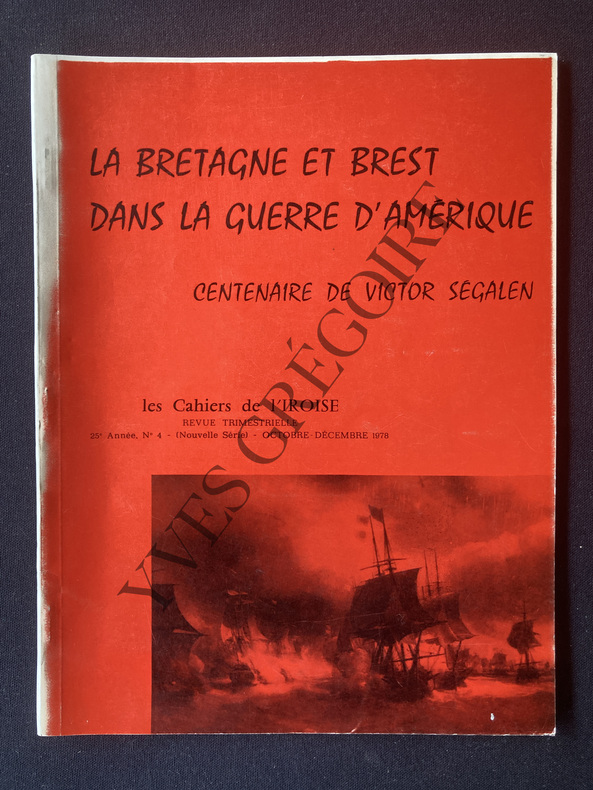 LA BRETAGNE ET BREST
DANS LA GUERRE D'AMÉRIQUE
CENTENAIRE DE VICTOR SEGALEN
les Cahiers de l'IROISE
REVUE TRIMESTRIELLE
25e Année, N° 4 - (Nouvelle Série) - OCTOBRE-DÉCEMBRE 1978
YVES GRÉGOIRE